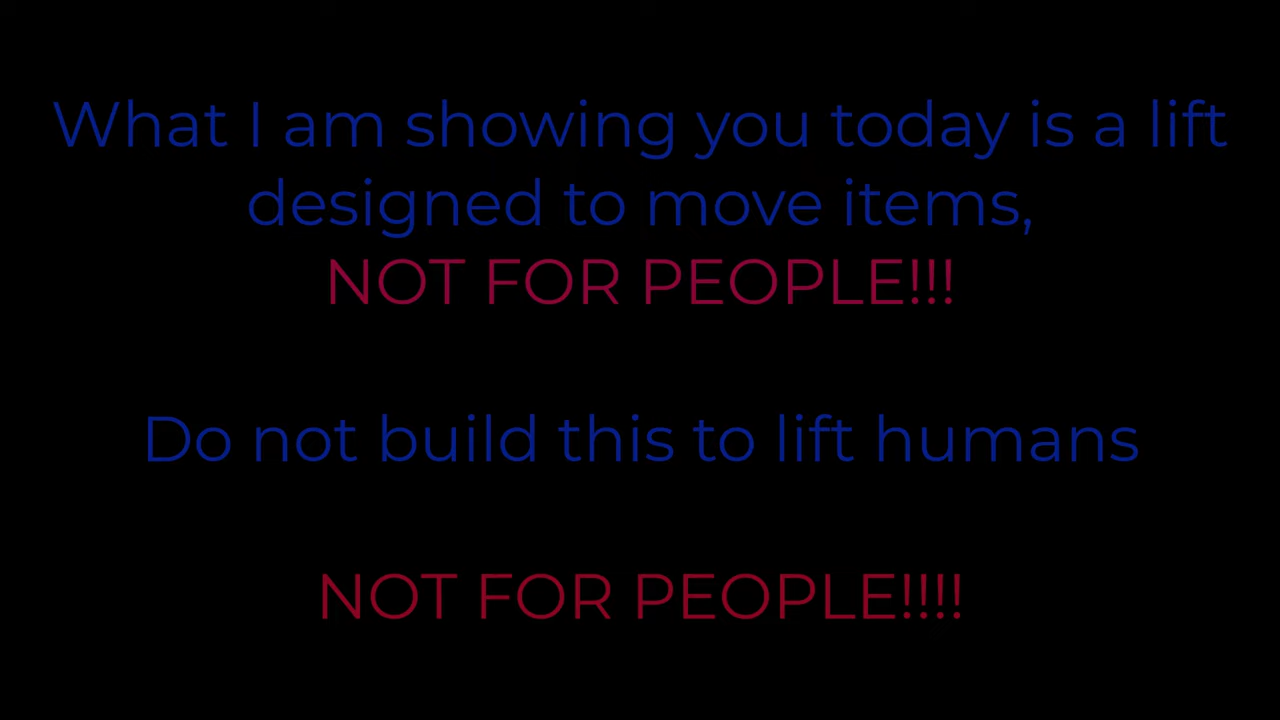 What I am showing you today is a lift
designed to move items,
NOT FOR PEOPLE!!!
Do not build this to lift humans
NOT FOR PEOPLE!!!!